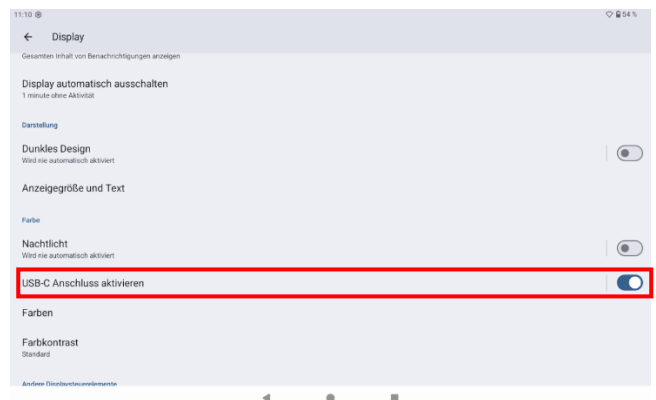 11:10
54 %
Display
Gesamten Inhalt von Benachrichtigungen anzeigen
Display automatisch ausschalten
1 minute ohne Aktivität
Darstellung
Dunkles Design
Wird nie automatisch aktiviert
Anzeigegröße und Text
Farbe
Nachtlicht
Wird nie automatisch aktiviert
USB-C Anschluss aktivieren
Farben
Farbkontrast
Standard
Andere Displaysteuerelemente